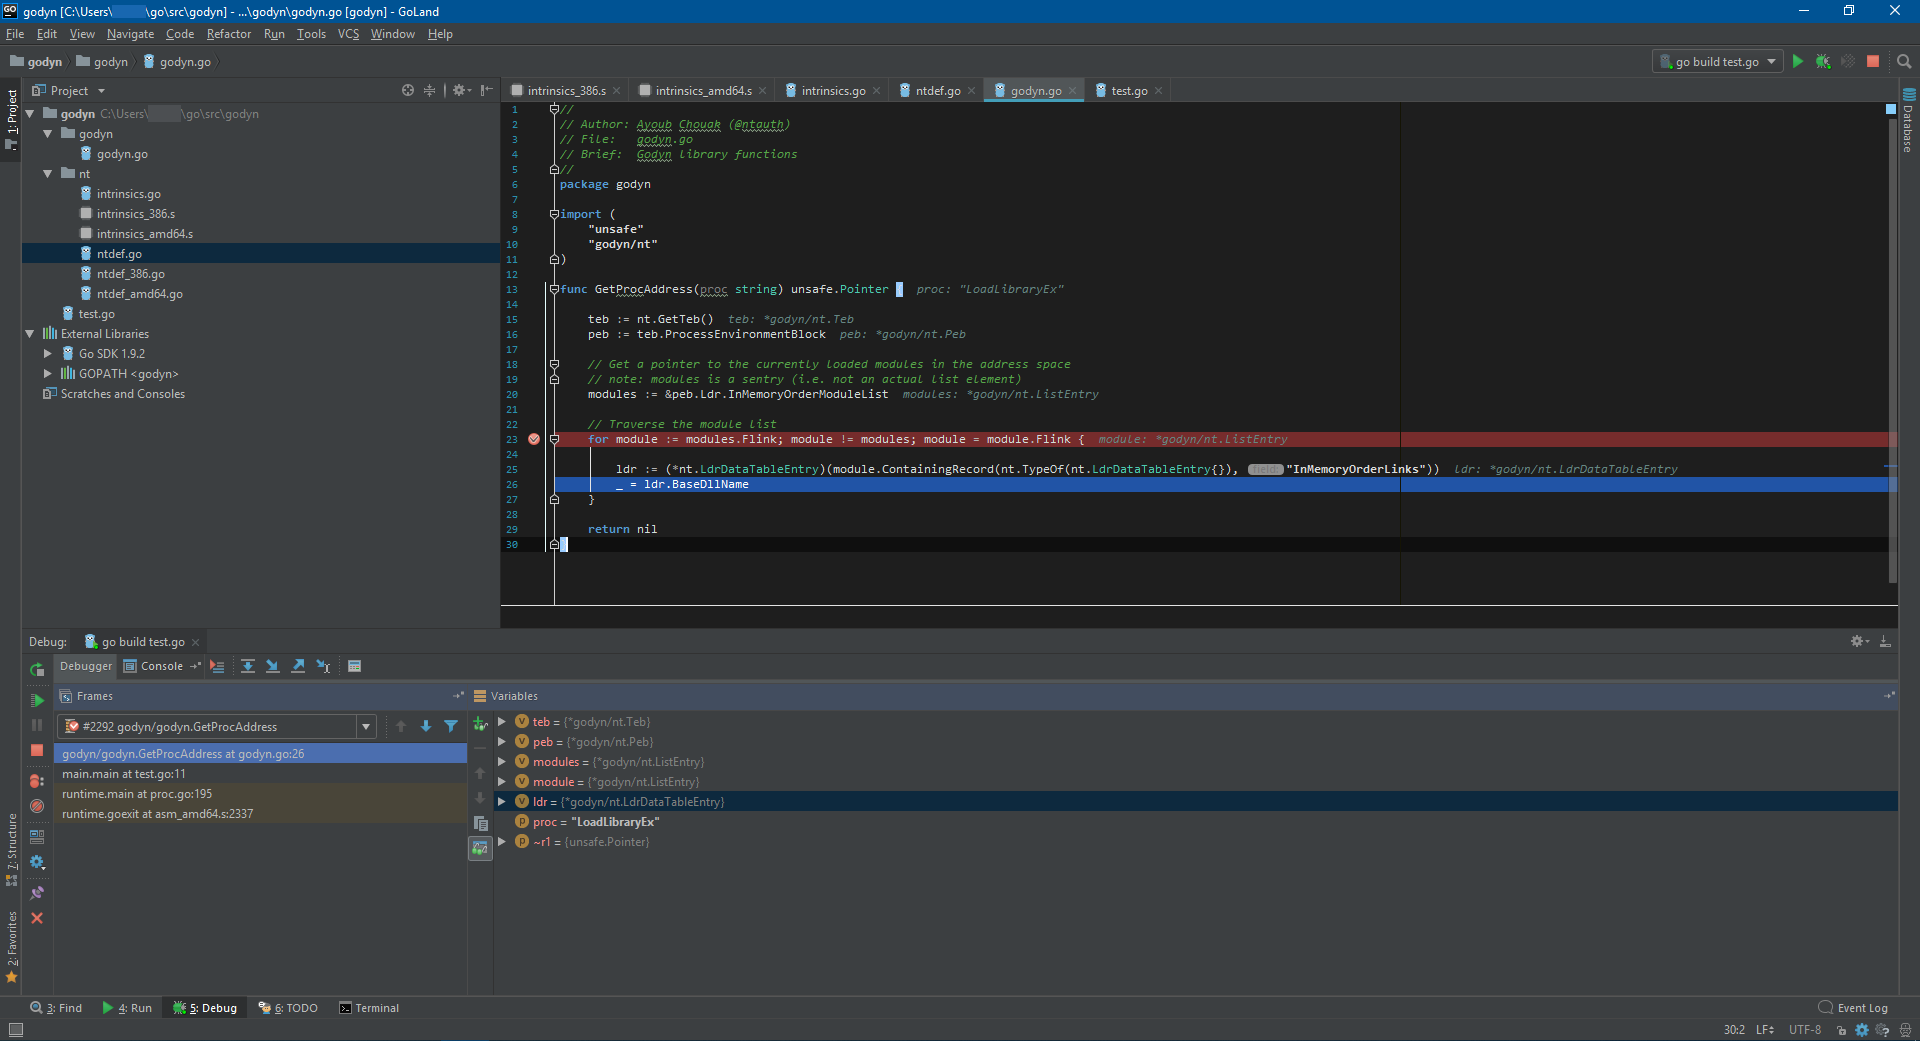 godyn [C:\Users\ \go\src\godyn] - ...\godyn\godyn.go [godyn] - GoLand
File Edit View Navigate Code Refactor Run Tools VCS Window Help
godyn godyn godyn.go
go build test.go
1: Project
Project
godyn C:\Users\ \go\src\godyn
godyn
godyn.go
nt
intrinsics.go
intrinsics_386.s
intrinsics_amd64.s
ntdef.go
ntdef_386.go
ntdef_amd64.go
test.go
External Libraries
Go SDK 1.9.2
GOPATH <godyn>
Scratches and Consoles
intrinsics_386.s intrinsics_amd64.s intrinsics.go ntdef.go godyn.go test.go
1 //
2 // Author: Ayoub Chouak (@ntauth)
3 // File:   godyn.go
4 // Brief:  Godyn library functions
5 //
6 package godyn
7
8 import (
9     "unsafe"
10     "godyn/nt"
11 )
12
13 func GetProcAddress(proc string) unsafe.Pointer { proc: "LoadLibraryEx"
14
15     teb := nt.GetTeb() teb: *godyn/nt.Teb
16     peb := teb.ProcessEnvironmentBlock peb: *godyn/nt.Peb
17
18     // Get a pointer to the currently loaded modules in the address space
19     // note: modules is a sentry (i.e. not an actual list element)
20     modules := &peb.Ldr.InMemoryOrderModuleList modules: *godyn/nt.ListEntry
21
22     // Traverse the module list
23     for module := modules.Flink; module != modules; module = module.Flink { module: *godyn/nt.ListEntry
24
25         ldr := (*nt.LdrDataTableEntry)(module.ContainingRecord(nt.TypeOf(nt.LdrDataTableEntry{}), field: "InMemoryOrderLinks")) ldr: *godyn/nt.LdrDataTableEntry
26         _ = ldr.BaseDllName
27     }
28
29     return nil
30 }
Database
Debug: go build test.go
Debugger Console
Frames
#2292 godyn/godyn.GetProcAddress
godyn/godyn.GetProcAddress at godyn.go:26
main.main at test.go:11
runtime.main at proc.go:195
runtime.goexit at asm_amd64.s:2337
Variables
teb = {*godyn/nt.Teb}
peb = {*godyn/nt.Peb}
modules = {*godyn/nt.ListEntry}
module = {*godyn/nt.ListEntry}
ldr = {*godyn/nt.LdrDataTableEntry}
proc = "LoadLibraryEx"
~r1 = {unsafe.Pointer}
7: Structure
2: Favorites
3: Find 4: Run 5: Debug 6: TODO Terminal Event Log
30:2 LF UTF-8